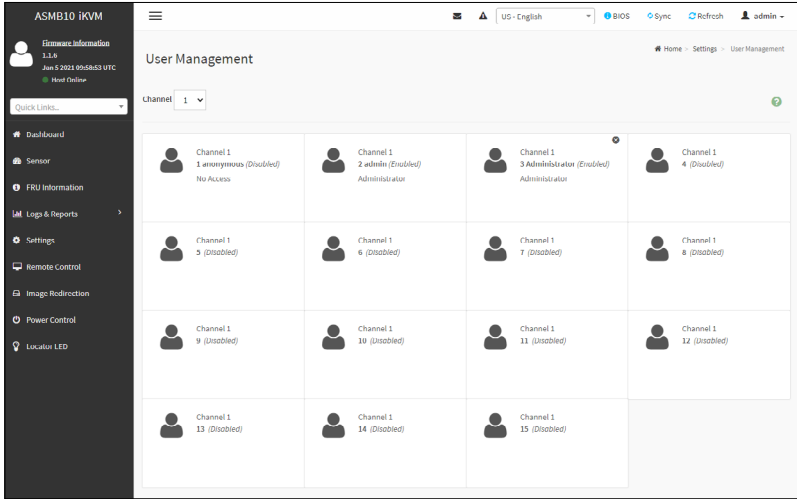 ASMB10 iKVM
US - English
BIOS
Sync
Refresh
admin
Firmware Information
1.1.6
Jan 5 2021 09:58:53 UTC
Host Online
Quick Links...
Dashboard
Sensor
FRU Information
Logs & Reports
Settings
Remote Control
Image Redirection
Power Control
Locator LED
User Management
Home > Settings > User Management
Channel 1
Channel 1
1 anonymous (Disabled)
No Access
Channel 1
2 admin (Enabled)
Administrator
Channel 1
3 Administrator (Enabled)
Administrator
Channel 1
4 (Disabled)
Channel 1
5 (Disabled)
Channel 1
6 (Disabled)
Channel 1
7 (Disabled)
Channel 1
8 (Disabled)
Channel 1
9 (Disabled)
Channel 1
10 (Disabled)
Channel 1
11 (Disabled)
Channel 1
12 (Disabled)
Channel 1
13 (Disabled)
Channel 1
14 (Disabled)
Channel 1
15 (Disabled)